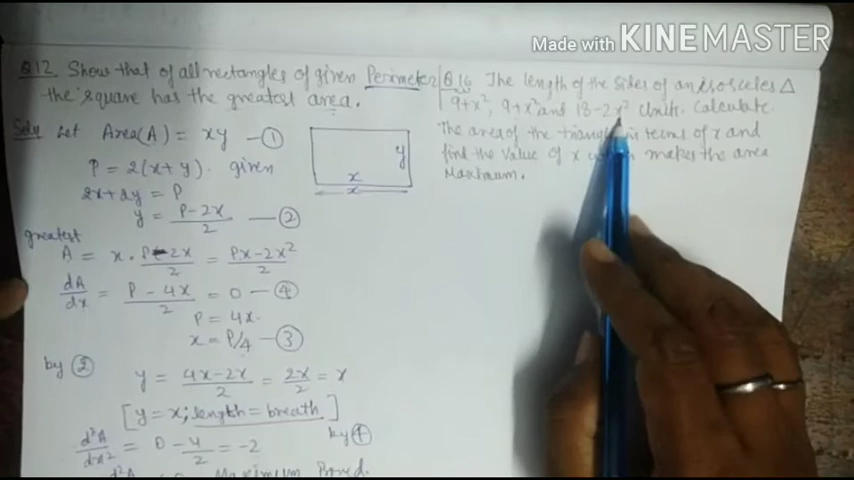 Made with KINEMASTER
Q.12 Show that of all rectangles of given Perimeter
the square has the greatest area.
Soln Let Area(A) = xy —①
P = 2(x+y). given
2x+2y = P
y = P-2x/2 —②
greatest
A = x. P-2x/2 = Px-2x²/2
dA/dx = P-4x/2 = 0 —④
P = 4x.
x = P/4 —③
by ②
y = 4x-2x/2 = 2x/2 = x
[y=x; length = breath]
d²A/dx² = 0-4/2 = -2 by ④
Maximum Proved.
y
x
x
Q.16 The length of the sides of an isosceles △
9+x², 9+x² and 18-2x² Units. Calculate
The area of the triangle in terms of x and
find the value of x makes the area
Maximum.